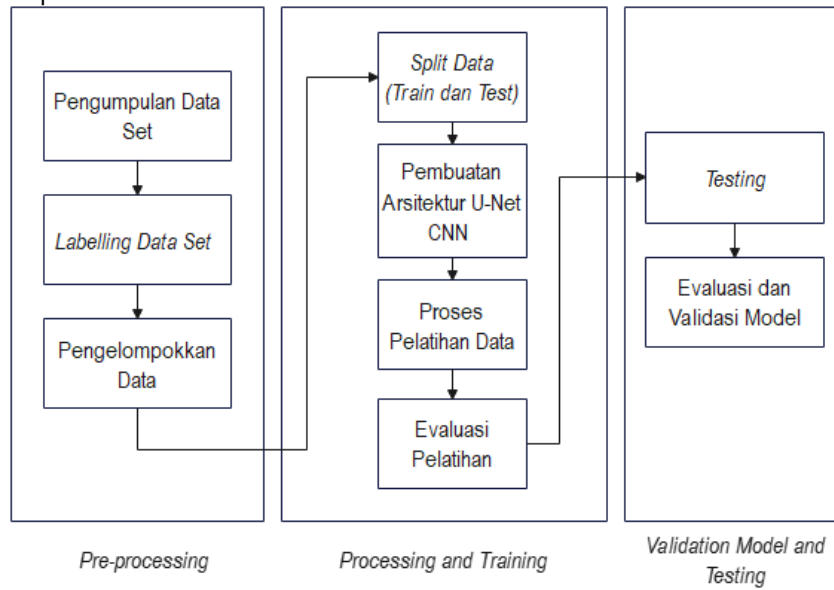 Pengumpulan Data
Set
Labelling Data Set
Pengelompokkan
Data
Pre-processing
Split Data
(Train dan Test)
Pembuatan
Arsitektur U-Net
CNN
Proses
Pelatihan Data
Evaluasi
Pelatihan
Processing and Training
Testing
Evaluasi dan
Validasi Model
Validation Model and
Testing